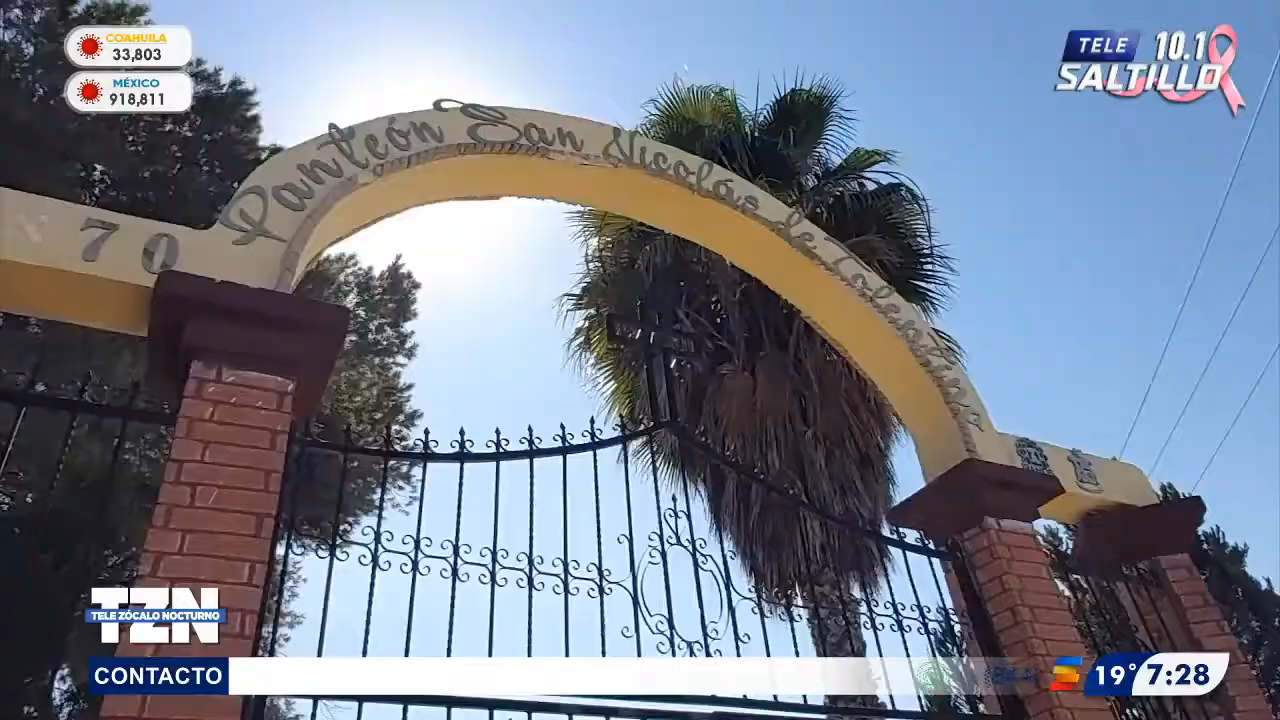 COAHUILA
33,803
MÉXICO
918,811
TELE 10.1
SALTILLO
Panteón San Nicolás de Tolentino
70
TZN
TELE ZÓCALO NOCTURNO
CONTACTO
19° 7:28